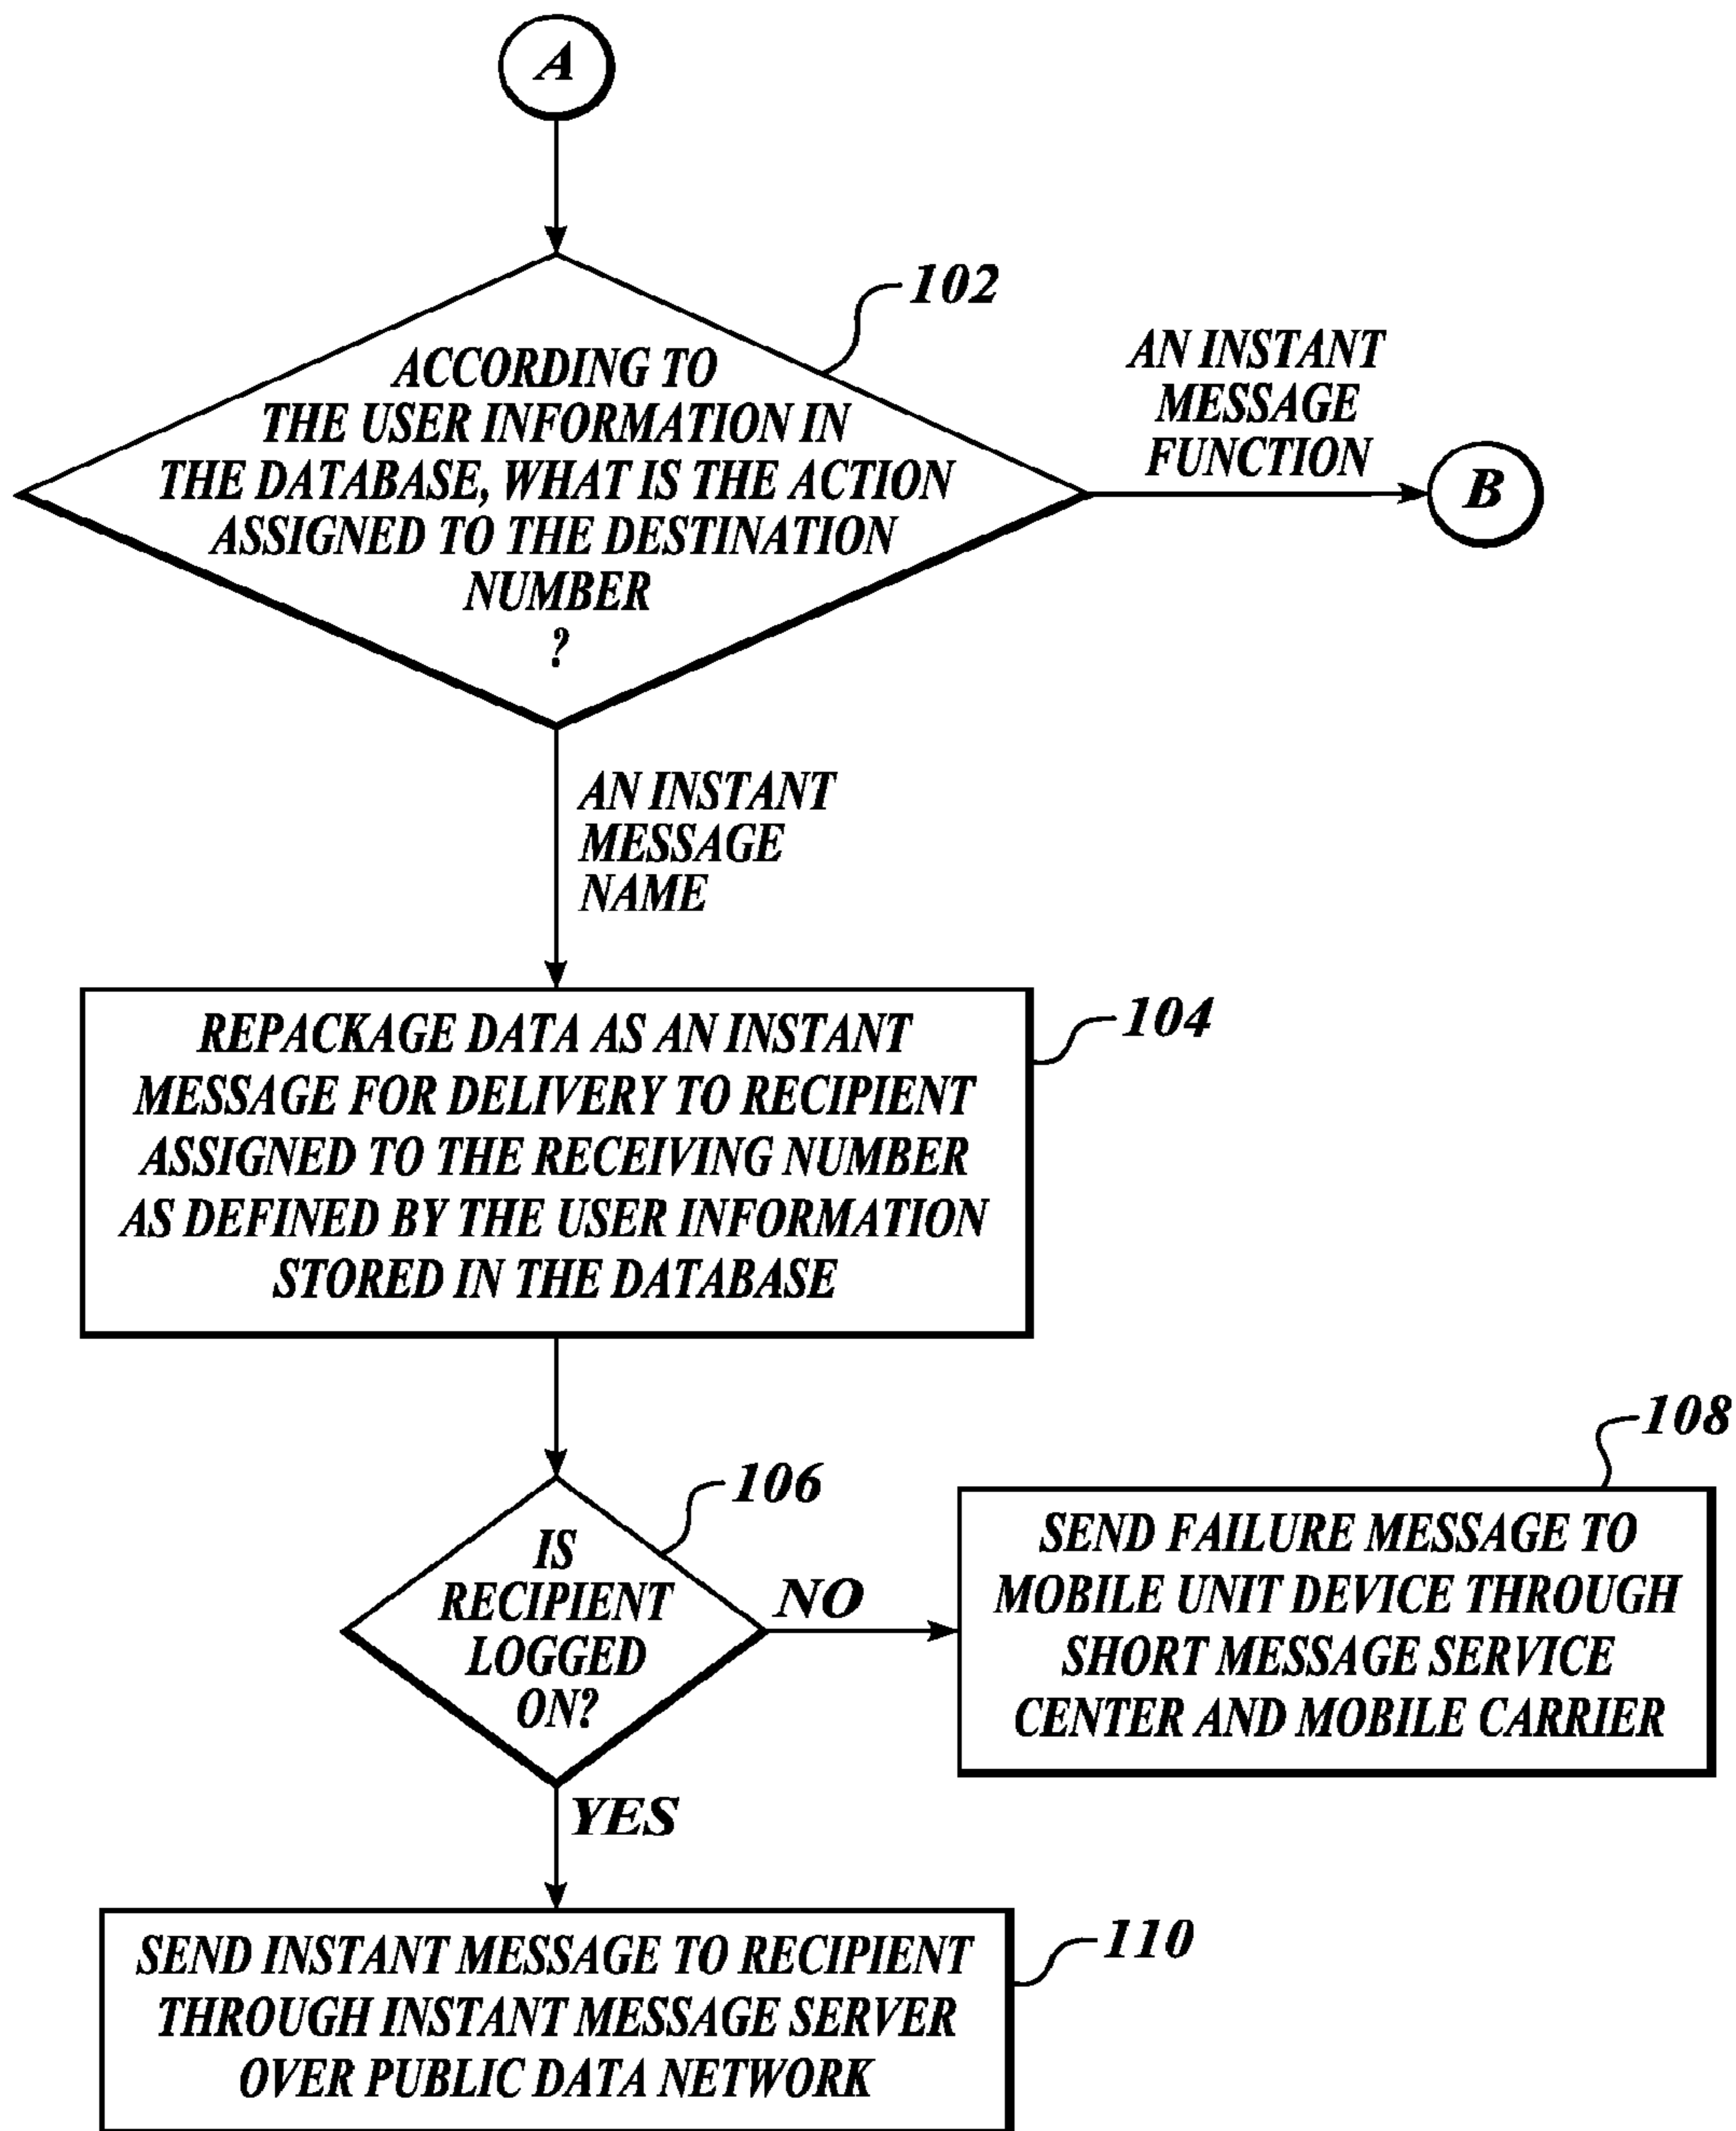 A
102
ACCORDING TO
THE USER INFORMATION IN
THE DATABASE, WHAT IS THE ACTION
ASSIGNED TO THE DESTINATION
NUMBER
?
AN INSTANT
MESSAGE
FUNCTION
B
AN INSTANT
MESSAGE
NAME
REPACKAGE DATA AS AN INSTANT
MESSAGE FOR DELIVERY TO RECIPIENT
ASSIGNED TO THE RECEIVING NUMBER
AS DEFINED BY THE USER INFORMATION
STORED IN THE DATABASE
104
106
IS
RECIPIENT
LOGGED
ON?
NO
108
SEND FAILURE MESSAGE TO
MOBILE UNIT DEVICE THROUGH
SHORT MESSAGE SERVICE
CENTER AND MOBILE CARRIER
YES
SEND INSTANT MESSAGE TO RECIPIENT
THROUGH INSTANT MESSAGE SERVER
OVER PUBLIC DATA NETWORK
110